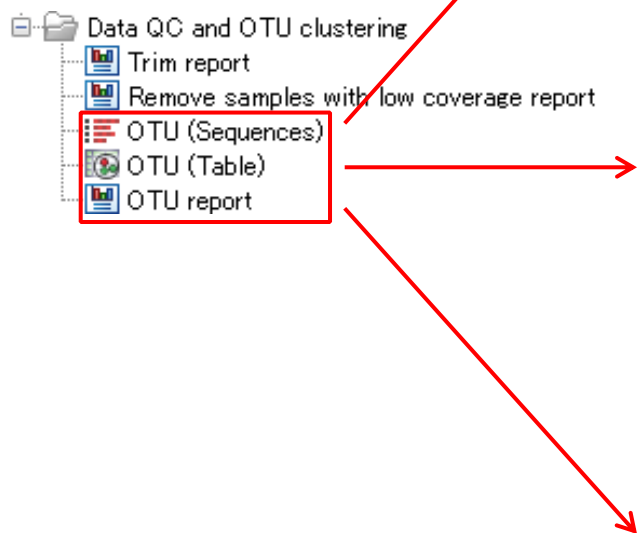 Data QC and OTU clustering
Trim report
Remove samples with low coverage report
OTU (Sequences)
OTU (Table)
OTU report